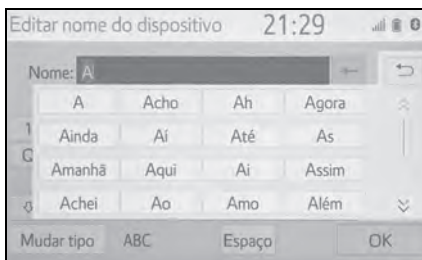 Editar nome do dispositivo 21:29
Nome: A
A Acho Ah Agora
1
Ainda Aí Até As
Q
Amanhã Aqui Ai Assim
Achei Ao Amo Além
Mudar tipo ABC Espaço OK